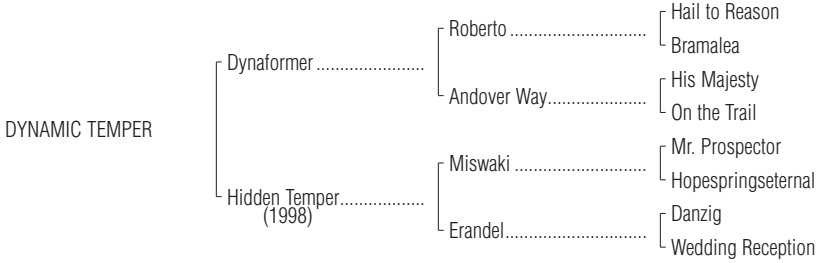 Hail to Reason
Roberto ..............................
Bramalea
Dynaformer .......................
His Majesty
Andover Way.....................
On the Trail
DYNAMIC TEMPER
Mr. Prospector
Miswaki ............................
Hopespringseternal
Hidden Temper..................
(1998)
Danzig
Erandel..............................
Wedding Reception